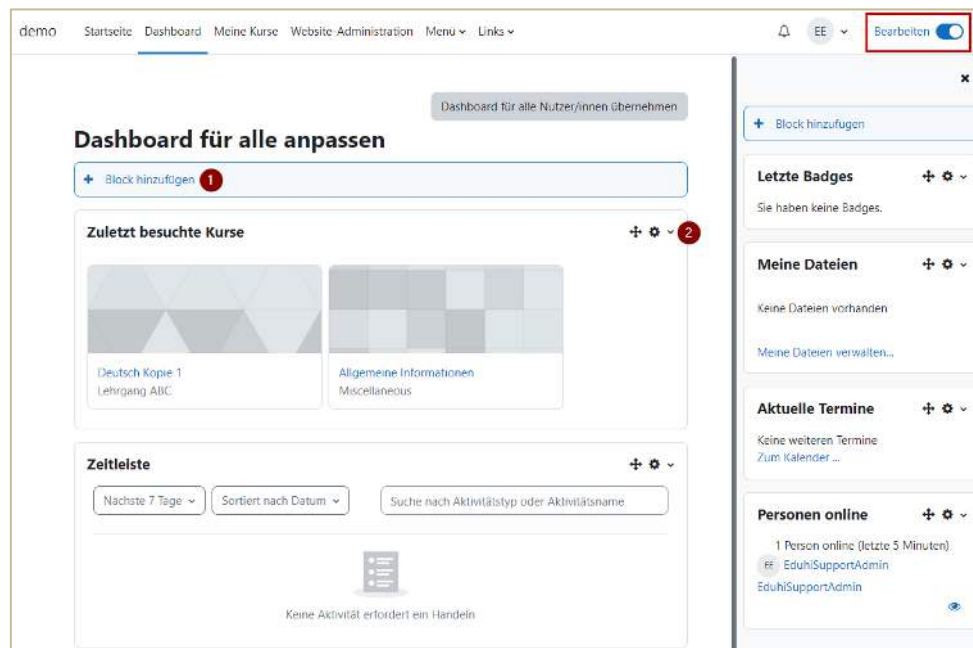 demo Startseite Dashboard Meine Kurse Website-Administration Menü Links EE Bearbeiten
Dashboard für alle Nutzer/innen übernehmen
Dashboard für alle anpassen
+ Block hinzufügen 1
Zuletzt besuchte Kurse 2
Deutsch Kopie 1
Lehrgang ABC
Allgemeine Informationen
Miscellaneous
Zeitleiste
Nächste 7 Tage Sortiert nach Datum Suche nach Aktivitätstyp oder Aktivitätsname
Keine Aktivität erfordert ein Handeln
+ Block hinzufügen
Letzte Badges
Sie haben keine Badges.
Meine Dateien
Keine Dateien vorhanden
Meine Dateien verwalten...
Aktuelle Termine
Keine weiteren Termine
Zum Kalender ...
Personen online
1 Person online (letzte 5 Minuten)
EE EduhiSupportAdmin
EduhiSupportAdmin